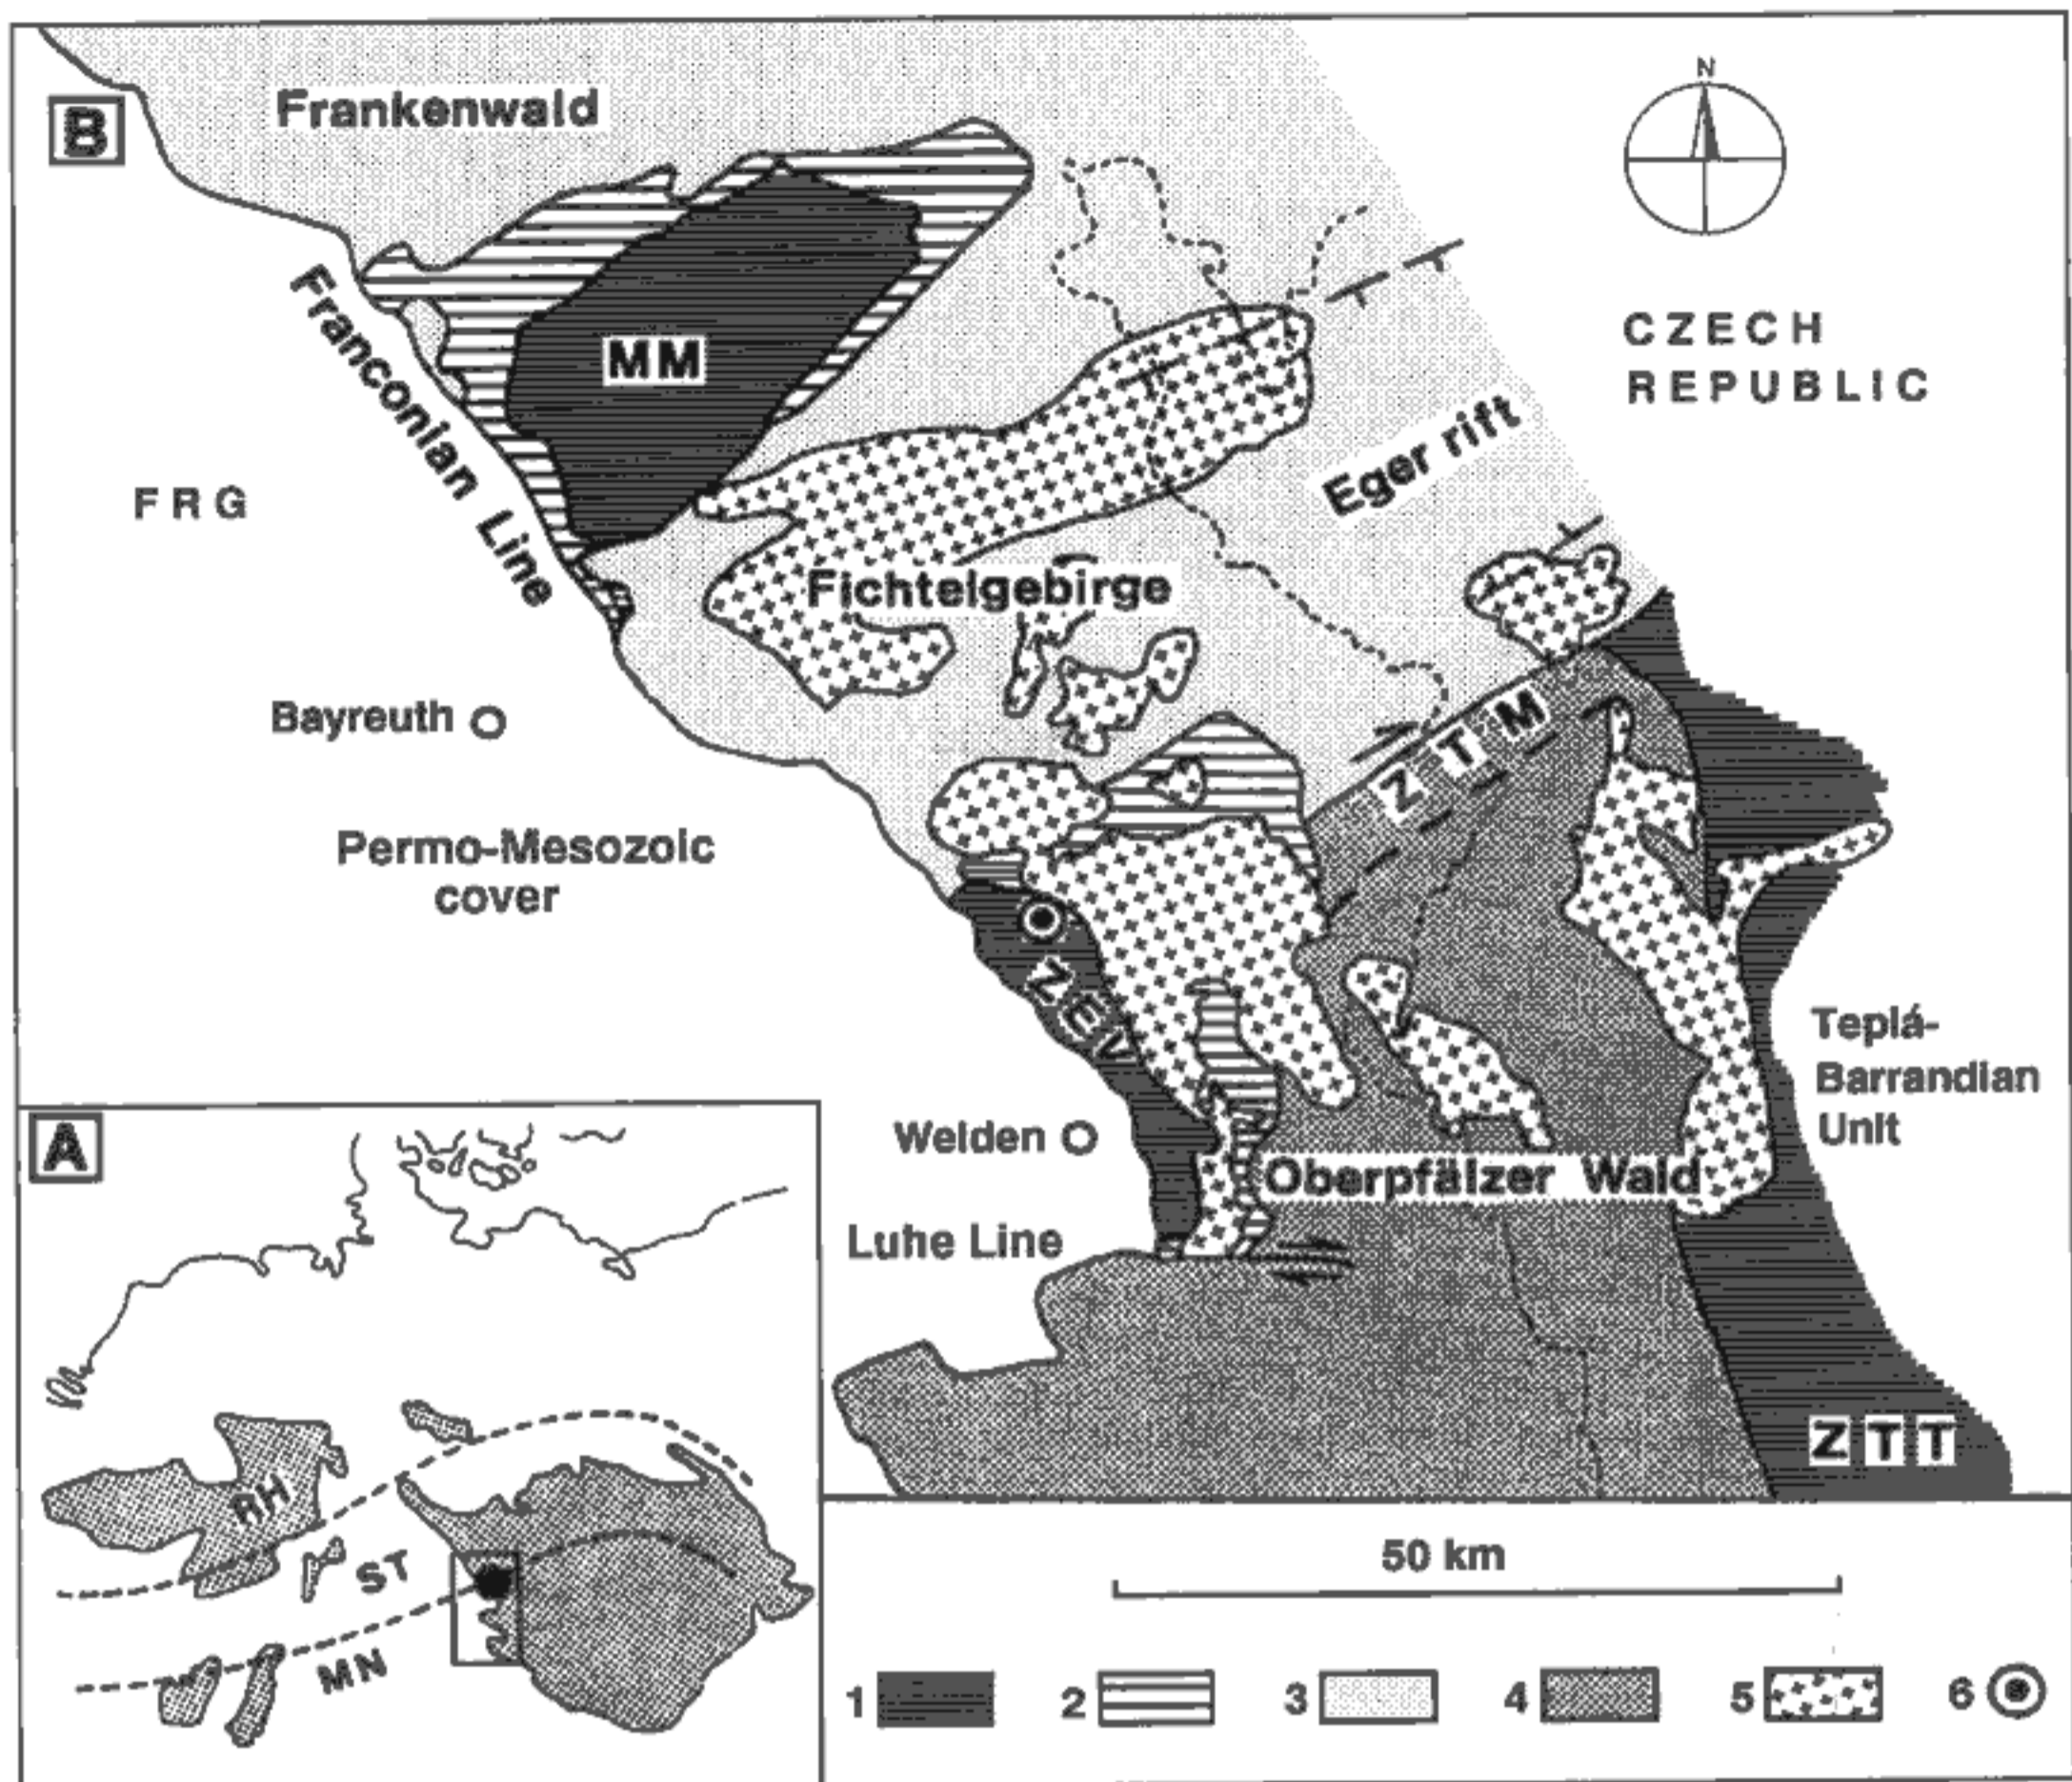 B
Frankenwald
N
CZECH
REPUBLIC
MM
Franconian Line
FRG
Eger rift
Fichtelgebirge
Bayreuth
ZTM
Permo-Mesozoic
cover
ZEV
Teplá-
Barrandian
Unit
Weiden
Oberpfälzer Wald
Luhe Line
ZTT
A
RH
ST
MN
50 km
1 2 3 4 5 6